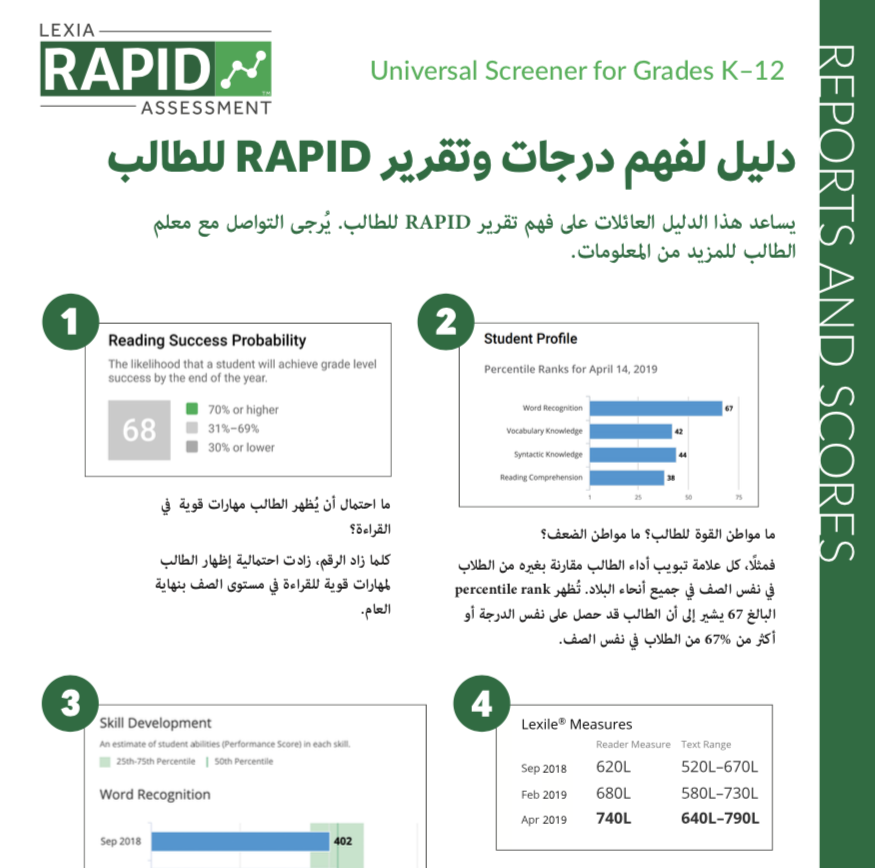 LEXIA
RAPID
™
ASSESSMENT
Universal Screener for Grades K–12
REPORTS AND SCORES
دليل لفهم درجات وتقرير RAPID للطالب
يساعد هذا الدليل العائلات على فهم تقرير RAPID للطالب. يُرجى التواصل مع معلم
الطالب للمزيد من المعلومات.
1
Reading Success Probability
The likelihood that a student will achieve grade level
success by the end of the year.
68
70% or higher
31%–69%
30% or lower
ما احتمال أن يُظهر الطالب مهارات قوية في
القراءة؟
كلما زاد الرقم، زادت احتمالية إظهار الطالب
لمهارات قوية للقراءة في مستوى الصف بنهاية
العام.
2
Student Profile
Percentile Ranks for April 14, 2019
Word Recognition 67
Vocabulary Knowledge 42
Syntactic Knowledge 44
Reading Comprehension 38
1 25 50 75
ما مواطن القوة للطالب؟ ما مواطن الضعف؟
فمثلًا، كل علامة تبويب أداء الطالب مقارنة بغيره من الطلاب
في نفس الصف في جميع أنحاء البلاد. تُظهر percentile rank
البالغ 67 يشير إلى أن الطالب قد حصل على نفس الدرجة أو
أكثر من 67% من الطلاب في نفس الصف.
3
Skill Development
An estimate of student abilities (Performance Score) in each skill.
25th-75th Percentile 50th Percentile
Word Recognition
Sep 2018 402
4
Lexile® Measures
Reader Measure Text Range
Sep 2018 620L 520L–670L
Feb 2019 680L 580L–730L
Apr 2019 740L 640L–790L